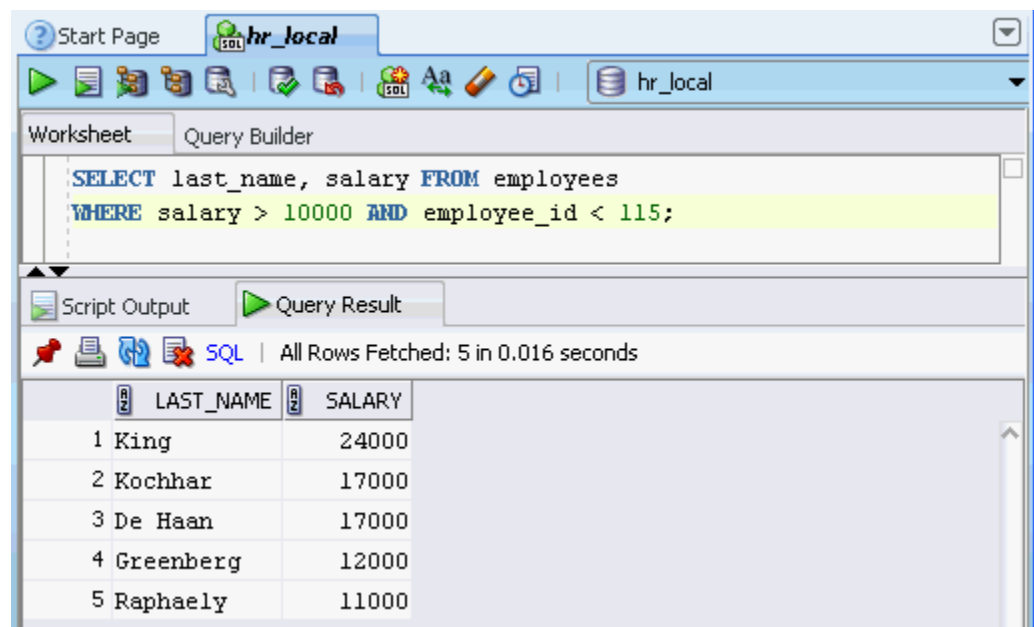 Start Page hr_local
hr_local
Worksheet Query Builder
SELECT last_name, salary FROM employees
WHERE salary > 10000 AND employee_id < 115;
Script Output Query Result
SQL | All Rows Fetched: 5 in 0.016 seconds
LAST_NAME SALARY
1 King 24000
2 Kochhar 17000
3 De Haan 17000
4 Greenberg 12000
5 Raphaely 11000